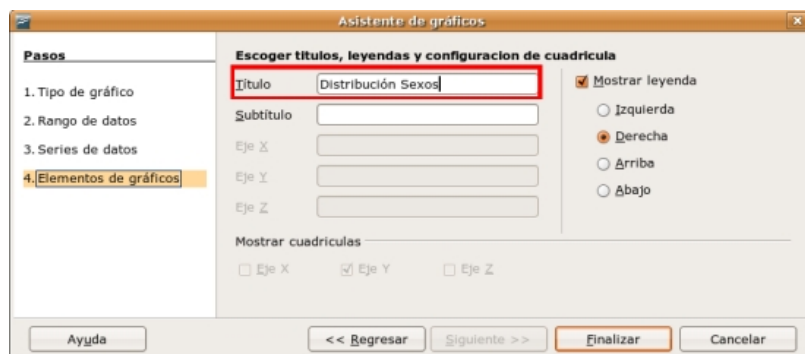 Asistente de gráficos
Pasos
1. Tipo de gráfico
2. Rango de datos
3. Series de datos
4. Elementos de gráficos
Escoger titulos, leyendas y configuracion de cuadricula
Título Distribución Sexos
Subtítulo
Eje X
Eje Y
Eje Z
Mostrar leyenda
Izquierda
Derecha
Arriba
Abajo
Mostrar cuadriculas
Eje X Eje Y Eje Z
Ayuda << Regresar Siguiente >> Finalizar Cancelar